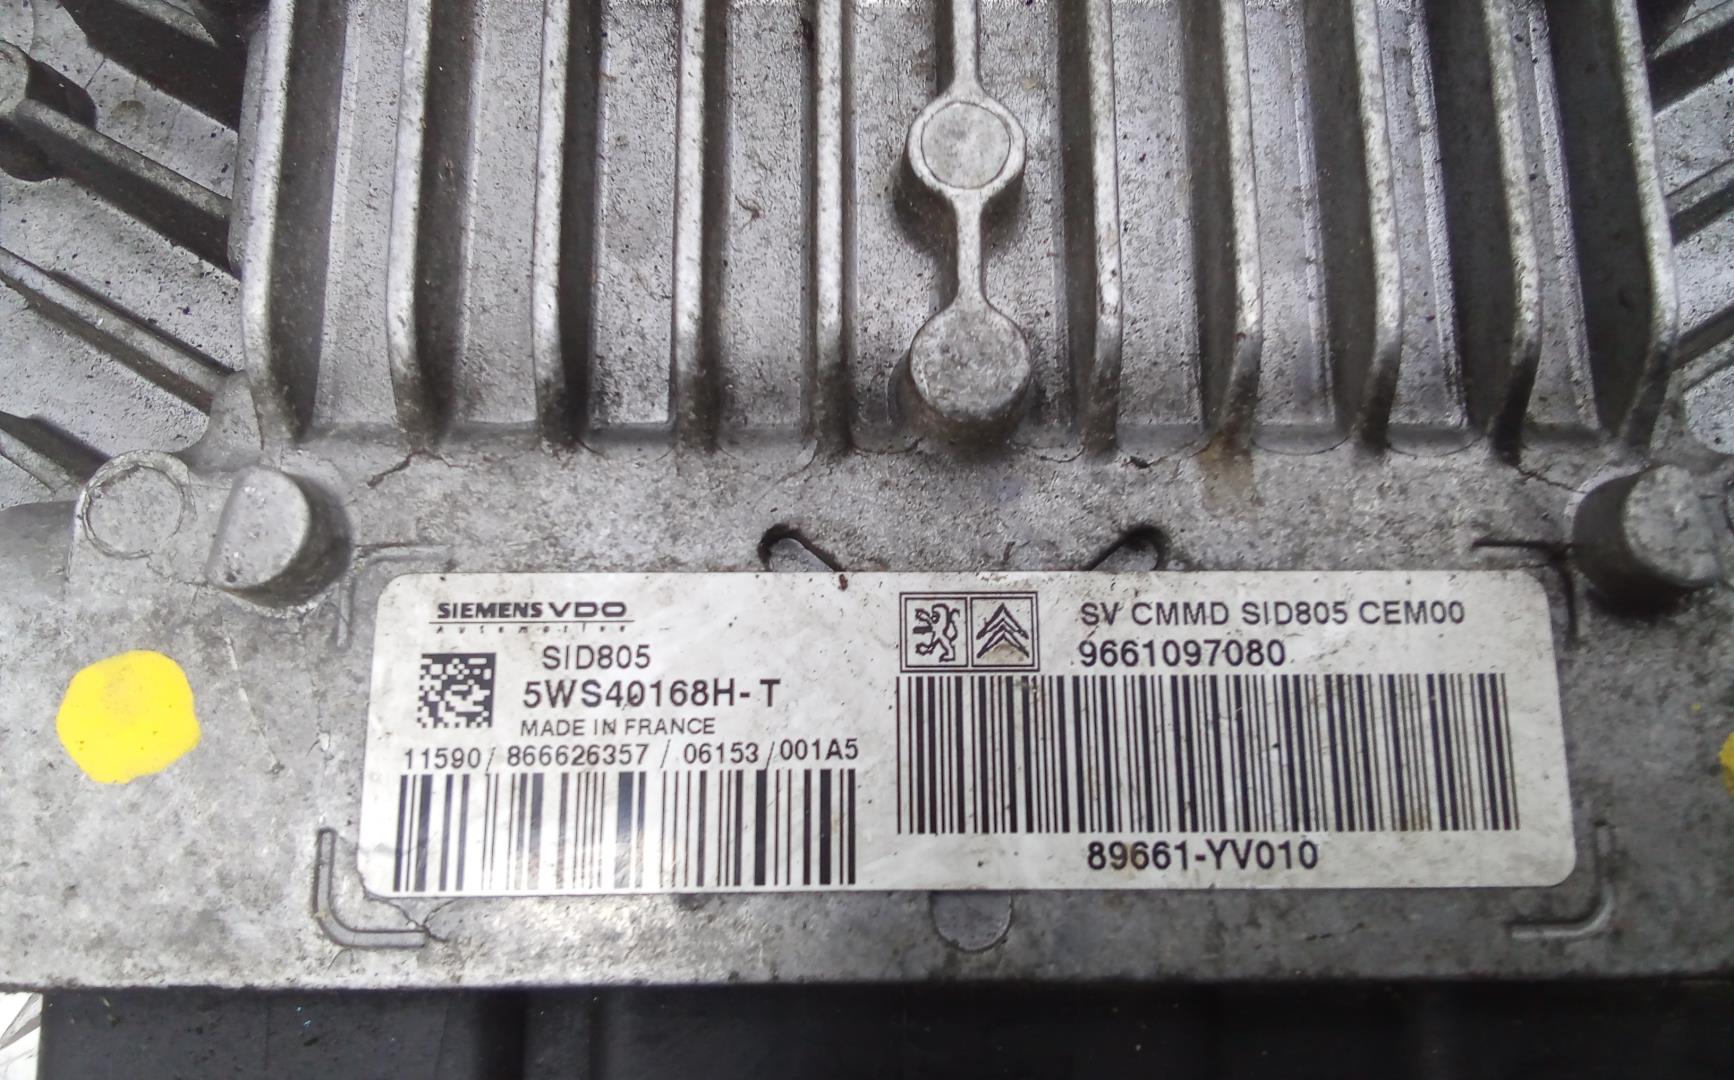 SIEMENS VDO
Automotive
SID805
5WS40168H-T
MADE IN FRANCE
11590/866626357/06153/001A5
SV CMMD SID805 CEM00
9661097080
89661-YV010